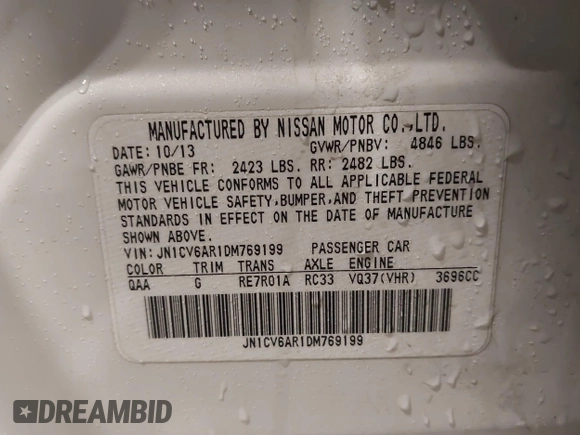 MANUFACTURED BY NISSAN MOTOR CO.,LTD.
DATE: 10/13 GVWR/PNBV: 4846 LBS.
GAWR/PNBE FR: 2423 LBS. RR: 2482 LBS.
THIS VEHICLE CONFORMS TO ALL APPLICABLE FEDERAL
MOTOR VEHICLE SAFETY,BUMPER,AND THEFT PREVENTION
STANDARDS IN EFFECT ON THE DATE OF MANUFACTURE
SHOWN ABOVE.
VIN: JN1CV6AR1DM769199 PASSENGER CAR
COLOR TRIM TRANS AXLE ENGINE
QAA G RE7R01A RC33 VQ37(VHR) 3696CC
JN1CV6AR1DM769199
DREAMBID